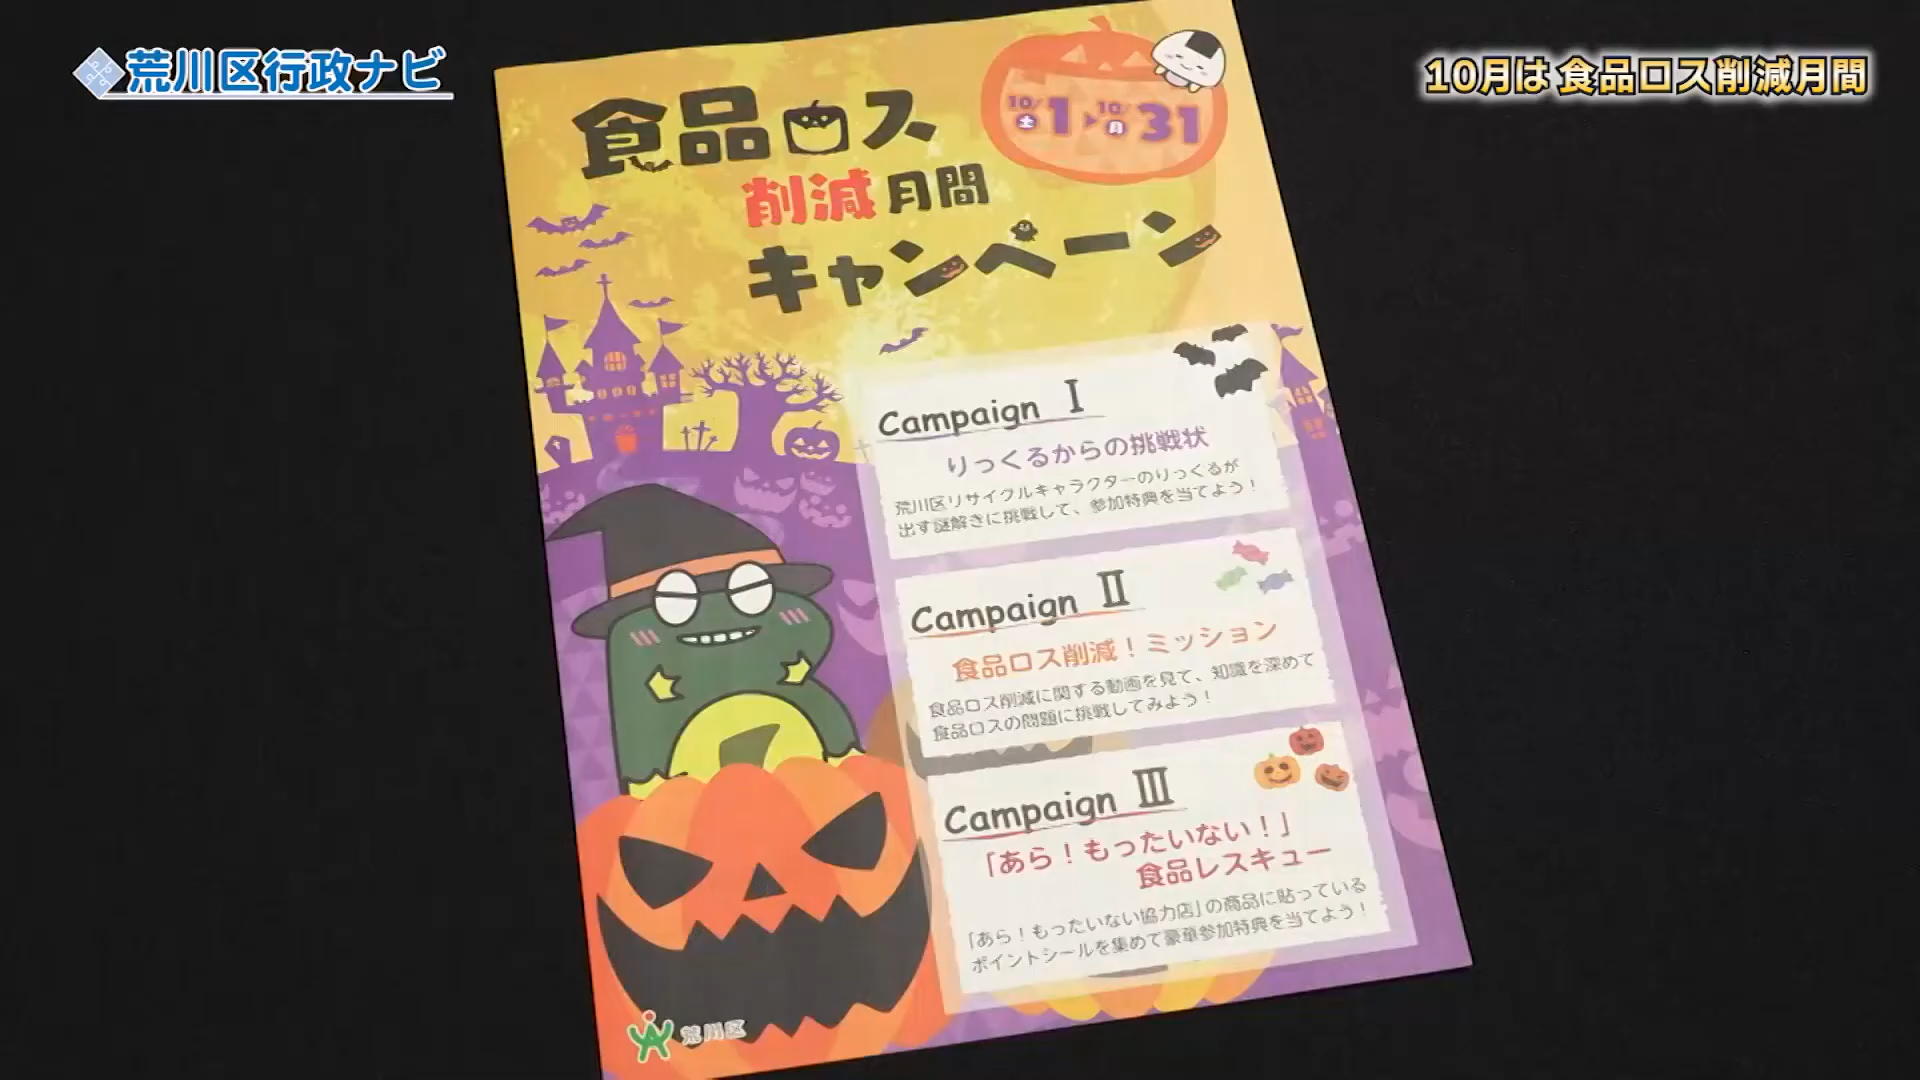 荒川区行政ナビ
10月は 食品ロス削減月間
食品ロス
削減月間
キャンペーン
10/1土▶10/31月
Campaign Ⅰ
りっくるからの挑戦状
荒川区リサイクルキャラクターのりっくるが
出す謎解きに挑戦して、参加特典を当てよう！
Campaign Ⅱ
食品ロス削減！ミッション
食品ロス削減に関する動画を見て、知識を深めて
食品ロスの問題に挑戦してみよう！
Campaign Ⅲ
「あら！もったいない！」
食品レスキュー
「あら！もったいない協力店」の商品に貼っている
ポイントシールを集めて豪華参加特典を当てよう！
荒川区